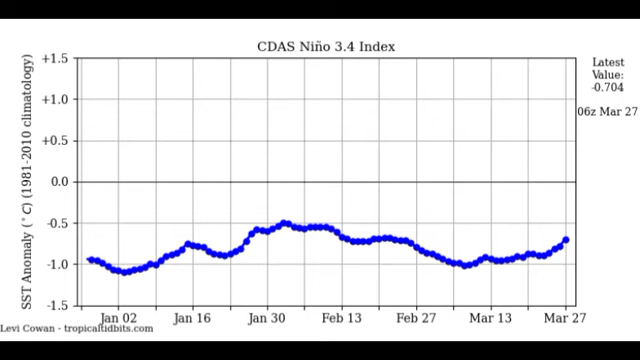 CDAS Niño 3.4 Index
SST Anomaly (°C) (1981-2010 climatology)
+1.5
+1.0
+0.5
0.0
-0.5
-1.0
-1.5
Jan 02 Jan 16 Jan 30 Feb 13 Feb 27 Mar 13 Mar 27
Latest
Value:
-0.704
06z Mar 27
Levi Cowan - tropicaltidbits.com